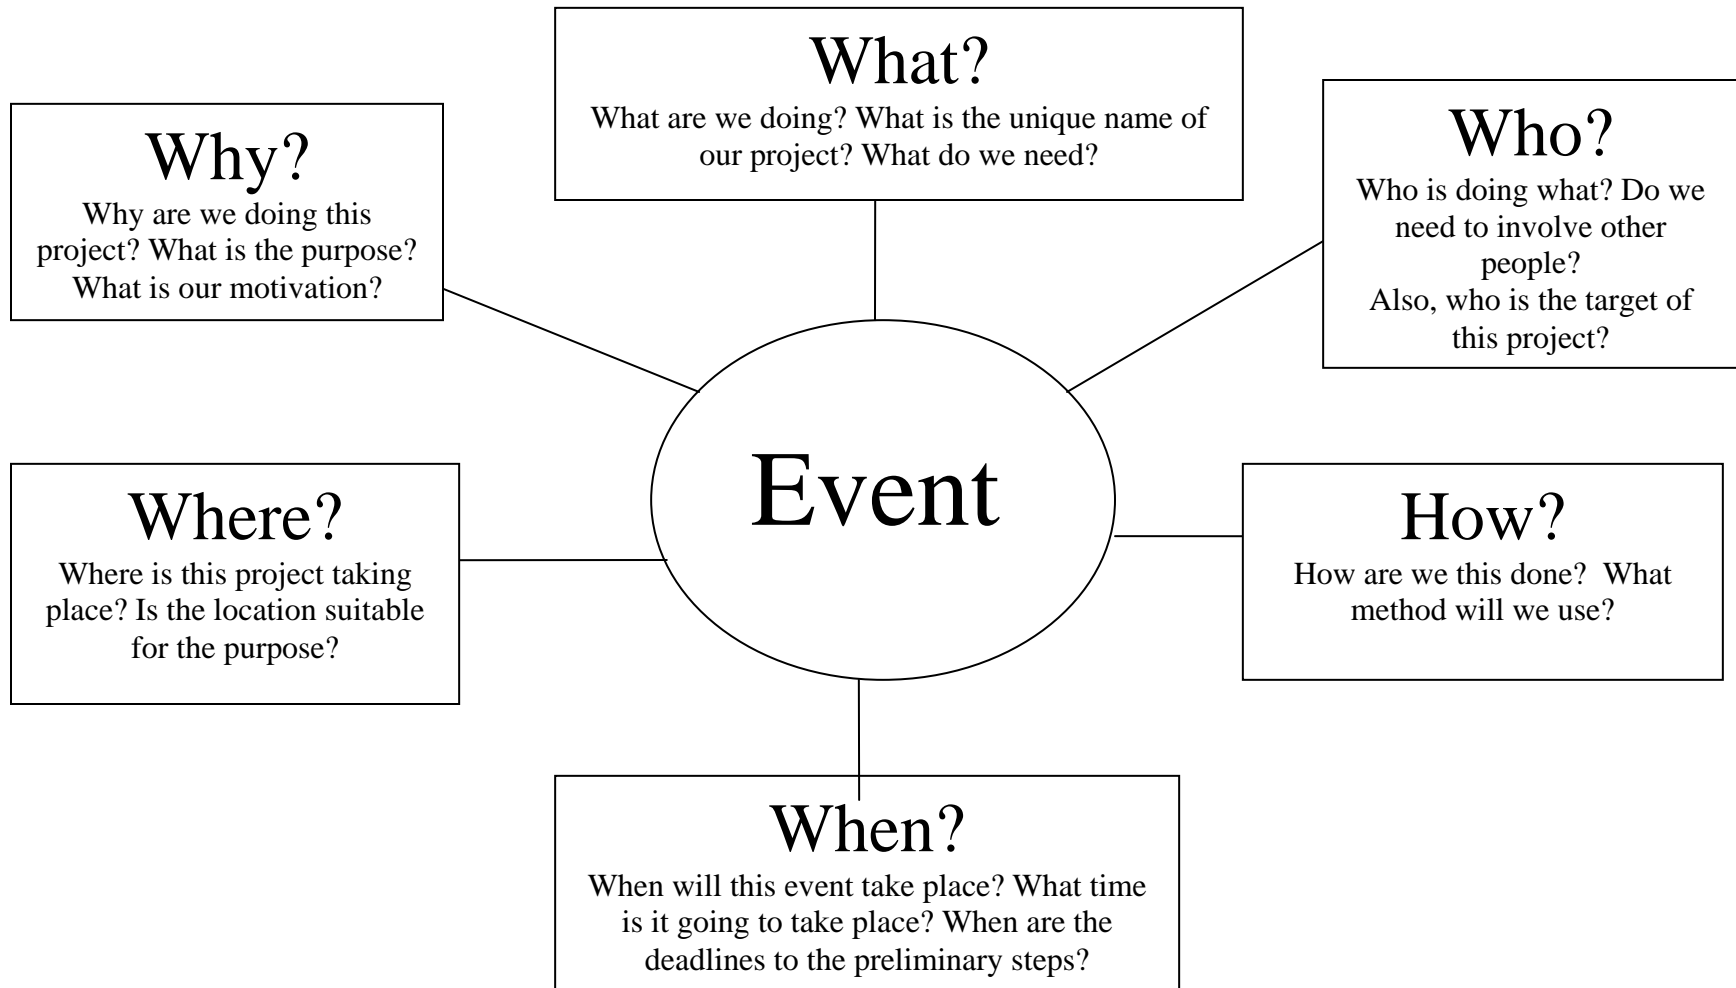 What?
What are we doing? What is the unique name of
our project? What do we need?
Why?
Why are we doing this
project? What is the purpose?
What is our motivation?
Who?
Who is doing what? Do we
need to involve other
people?
Also, who is the target of
this project?
Event
Where?
Where is this project taking
place? Is the location suitable
for the purpose?
How?
How are we this done?  What
method will we use?
When?
When will this event take place? What time
is it going to take place? When are the
deadlines to the preliminary steps?